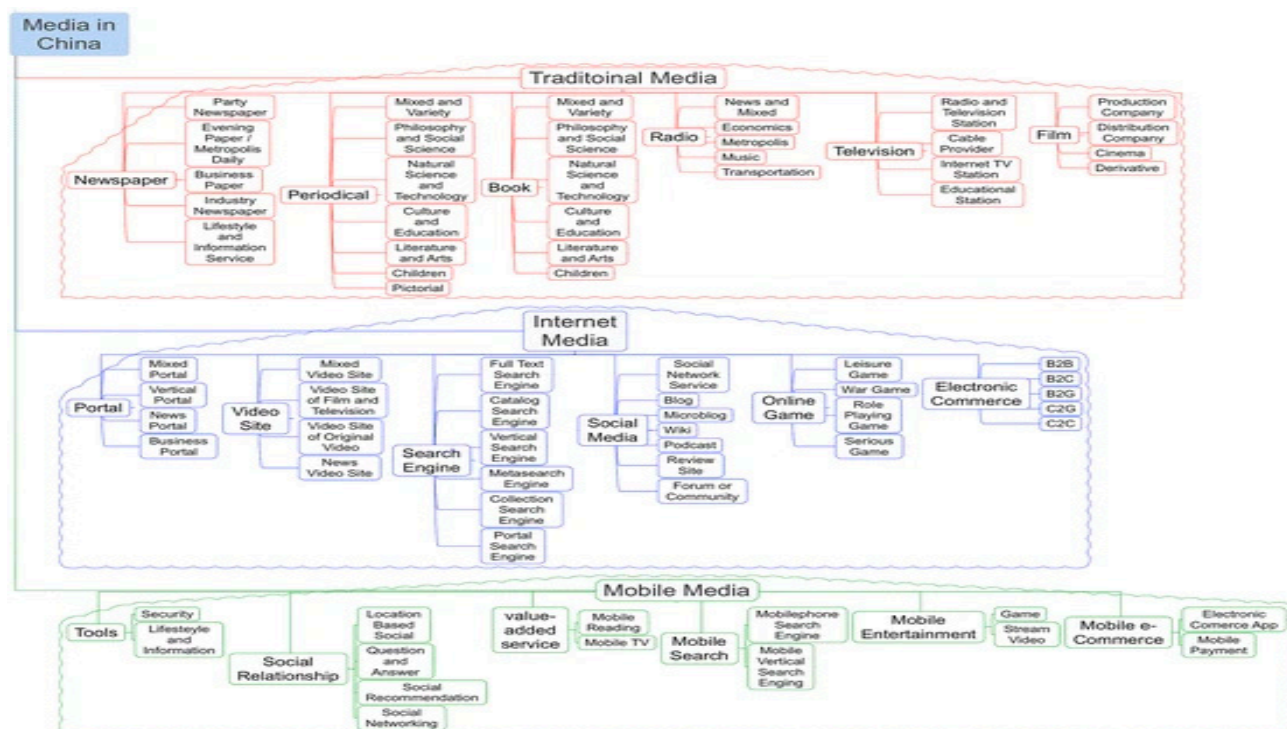 Media in
China
Traditoinal Media
Newspaper
Party
Newspaper
Evening
Paper /
Metropolis
Daily
Business
Paper
Industry
Newspaper
Lifestyle
and
Information
Service
Periodical
Mixed and
Variety
Philosophy
and Social
Science
Natural
Science
and
Technology
Culture
and
Education
Literature
and Arts
Children
Pictorial
Book
Mixed and
Variety
Philosophy
and Social
Science
Natural
Science
and
Technology
Culture
and
Education
Literature
and Arts
Children
Radio
News and
Mixed
Economics
Metropolis
Music
Transportation
Television
Radio and
Television
Station
Cable
Provider
Internet TV
Station
Educational
Station
Film
Production
Company
Distribution
Company
Cinema
Derivative
Internet
Media
Portal
Mixed
Portal
Vertical
Portal
News
Portal
Business
Portal
Video
Site
Mixed
Video Site
Video Site
of Film and
Television
Video Site
of Original
Video
News
Video Site
Search
Engine
Full Text
Search
Engine
Catalog
Search
Engine
Vertical
Search
Engine
Metasearch
Engine
Collection
Search
Engine
Portal
Search
Engine
Social
Media
Social
Network
Service
Blog
Microblog
Wiki
Podcast
Review
Site
Forum or
Community
Online
Game
Leisure
Game
War Game
Role
Playing
Game
Serious
Game
Electronic
Commerce
B2B
B2C
B2G
C2G
C2C
Mobile Media
Tools
Security
Lifesteyle
and
Information
Social
Relationship
Location
Based
Social
Question
and
Answer
Social
Recommendation
Social
Networking
value-
added
service
Mobile
Reading
Mobile TV
Mobile
Search
Mobilephone
Search
Engine
Mobile
Vertical
Search
Enging
Mobile
Entertainment
Game
Stream
Video
Mobile e-
Commerce
Electronic
Comerce App
Mobile
Payment